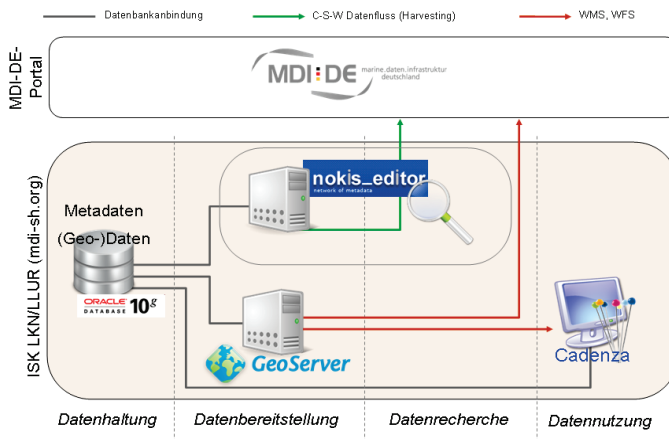 Datenbankanbindung
C-S-W Datenfluss (Harvesting)
WMS, WFS
MDI-DE-
Portal
MDI:DE
marine.daten.infrastruktur
deutschland
ISK LKN/LLUR (mdi-sh.org)
nokis_editor
network of metadata
Metadaten
(Geo-)Daten
ORACLE
DATABASE
10g
GeoServer
Cadenza
Datenhaltung
Datenbereitstellung
Datenrecherche
Datennutzung